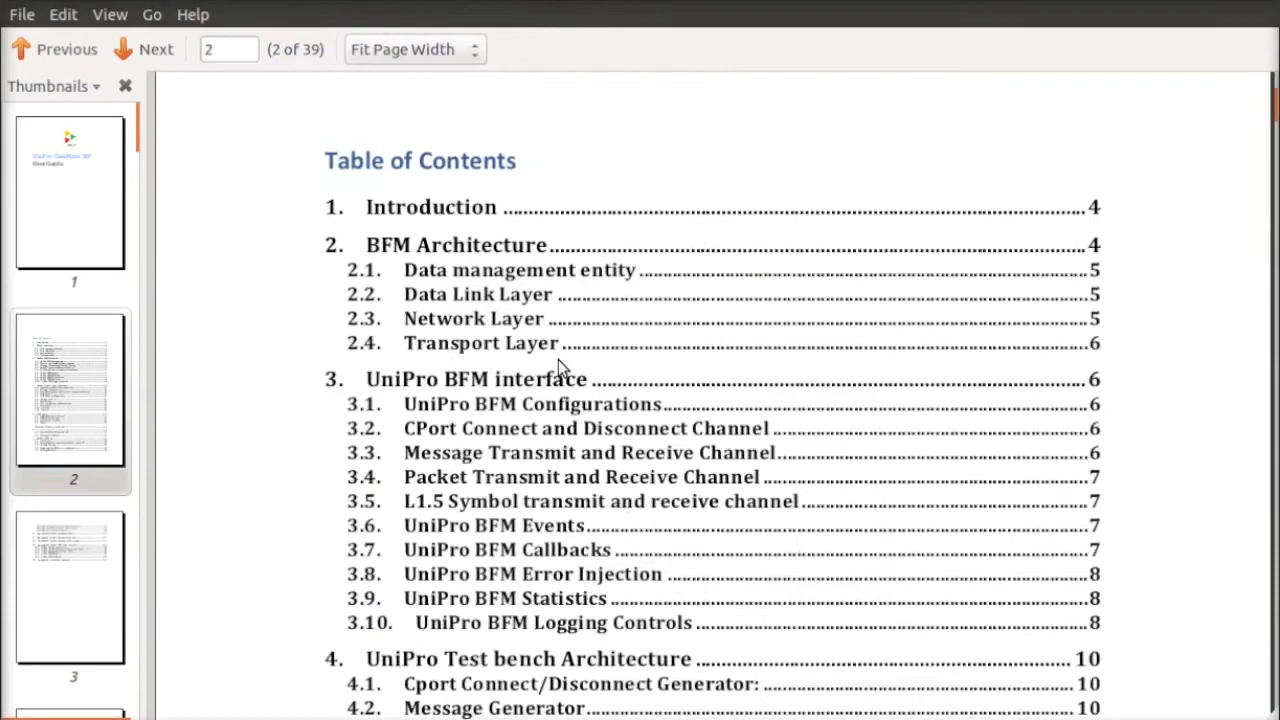 File Edit View Go Help
Previous Next 2 (2 of 39) Fit Page Width
Thumbnails
1
2
3
Table of Contents
1. Introduction ........................................ 4
2. BFM Architecture ........................................ 4
2.1. Data management entity ........................................ 5
2.2. Data Link Layer ........................................ 5
2.3. Network Layer ........................................ 5
2.4. Transport Layer ........................................ 6
3. UniPro BFM interface ........................................ 6
3.1. UniPro BFM Configurations ........................................ 6
3.2. CPort Connect and Disconnect Channel ........................................ 6
3.3. Message Transmit and Receive Channel ........................................ 6
3.4. Packet Transmit and Receive Channel ........................................ 7
3.5. L1.5 Symbol transmit and receive channel ........................................ 7
3.6. UniPro BFM Events ........................................ 7
3.7. UniPro BFM Callbacks ........................................ 7
3.8. UniPro BFM Error Injection ........................................ 8
3.9. UniPro BFM Statistics ........................................ 8
3.10. UniPro BFM Logging Controls ........................................ 8
4. UniPro Test bench Architecture ........................................ 10
4.1. Cport Connect/Disconnect Generator: ........................................ 10
4.2. Message Generator ........................................ 10